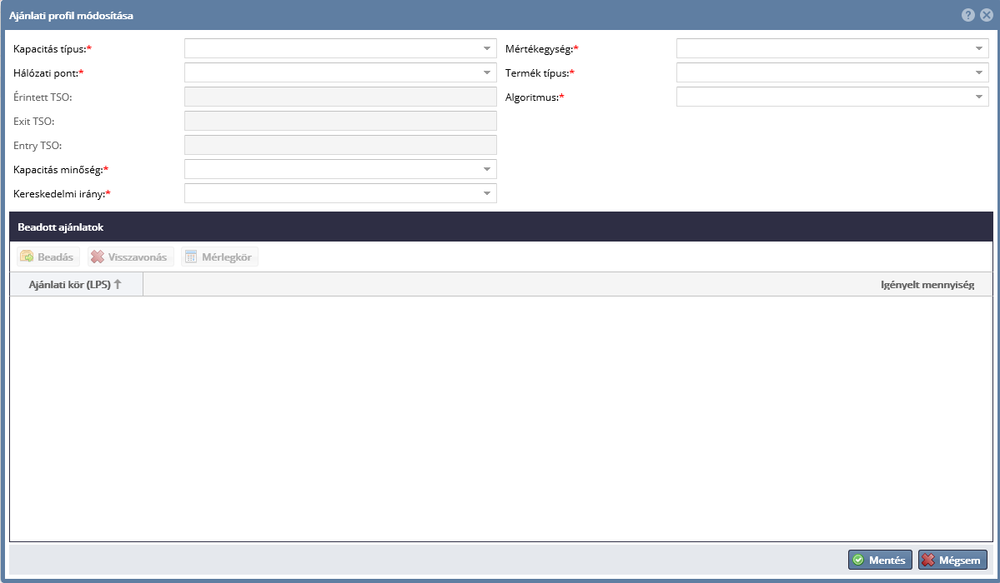 Ajánlati profil módosítása
Kapacitás típus:*
Mértékegység:*
Hálózati pont:*
Termék típus:*
Érintett TSO:
Algoritmus:*
Exit TSO:
Entry TSO:
Kapacitás minőség:*
Kereskedelmi irány:*
Beadott ajánlatok
Beadás Visszavonás Mérlegkör
Ajánlati kör (LPS) Igényelt mennyiség
Mentés Mégsem